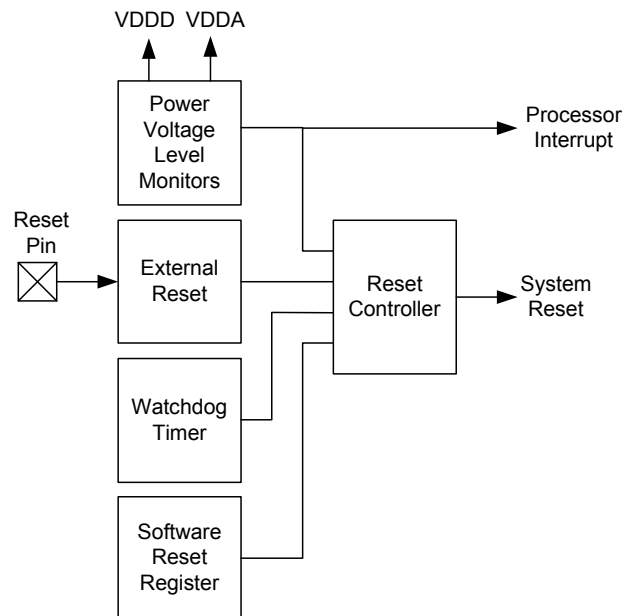 VDDD VDDA
Power
Voltage
Level
Monitors
Processor
Interrupt
Reset
Pin
External
Reset
Reset
Controller
System
Reset
Watchdog
Timer
Software
Reset
Register